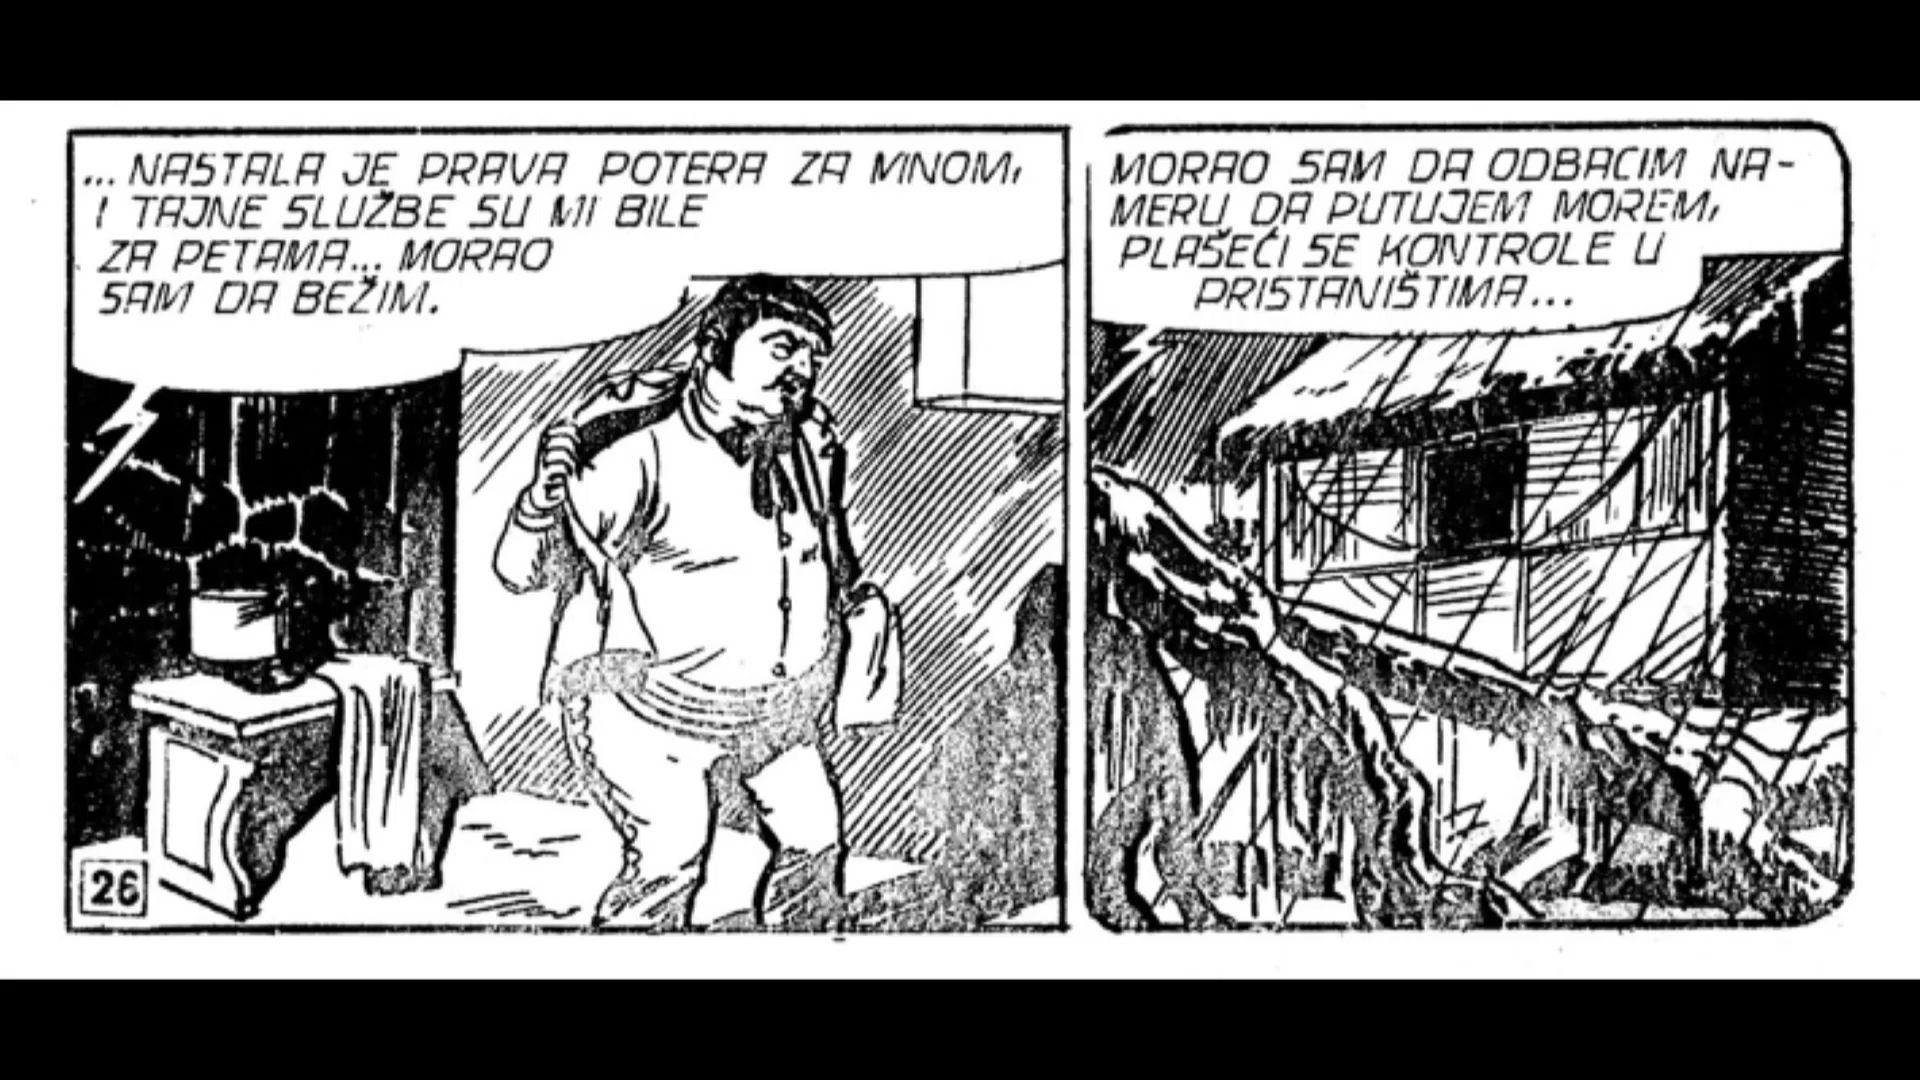 ... NASTALA JE PRAVA POTERA ZA MNOM,
I TAJNE SLUŽBE SU MI BILE
ZA PETAMA... MORAO
SAM DA BEŽIM.
26
MORAO SAM DA ODBACIM NA-
MERU DA PUTUJEM MOREM,
PLAŠEĆI SE KONTROLE U
PRISTANIŠTIMA...